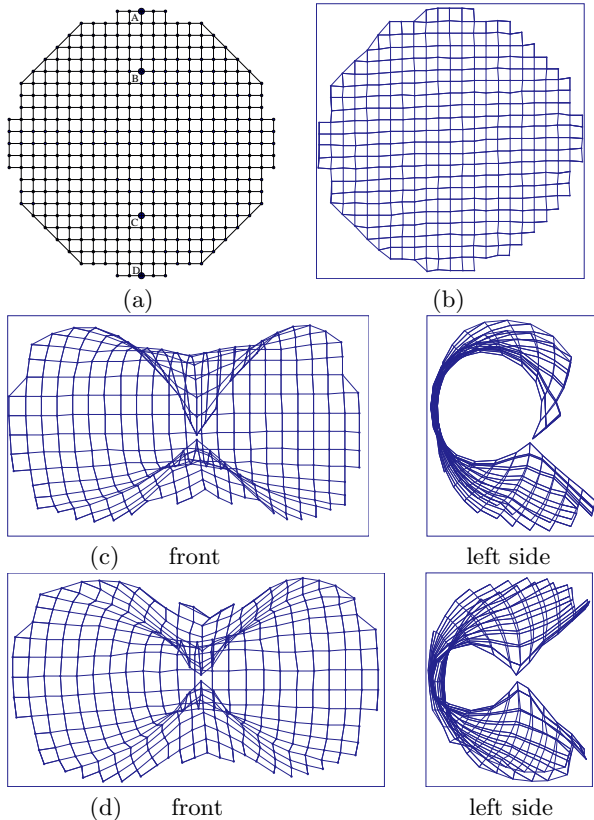 A
B
C
D
(a) (b)
(c) front left side
(d) front left side